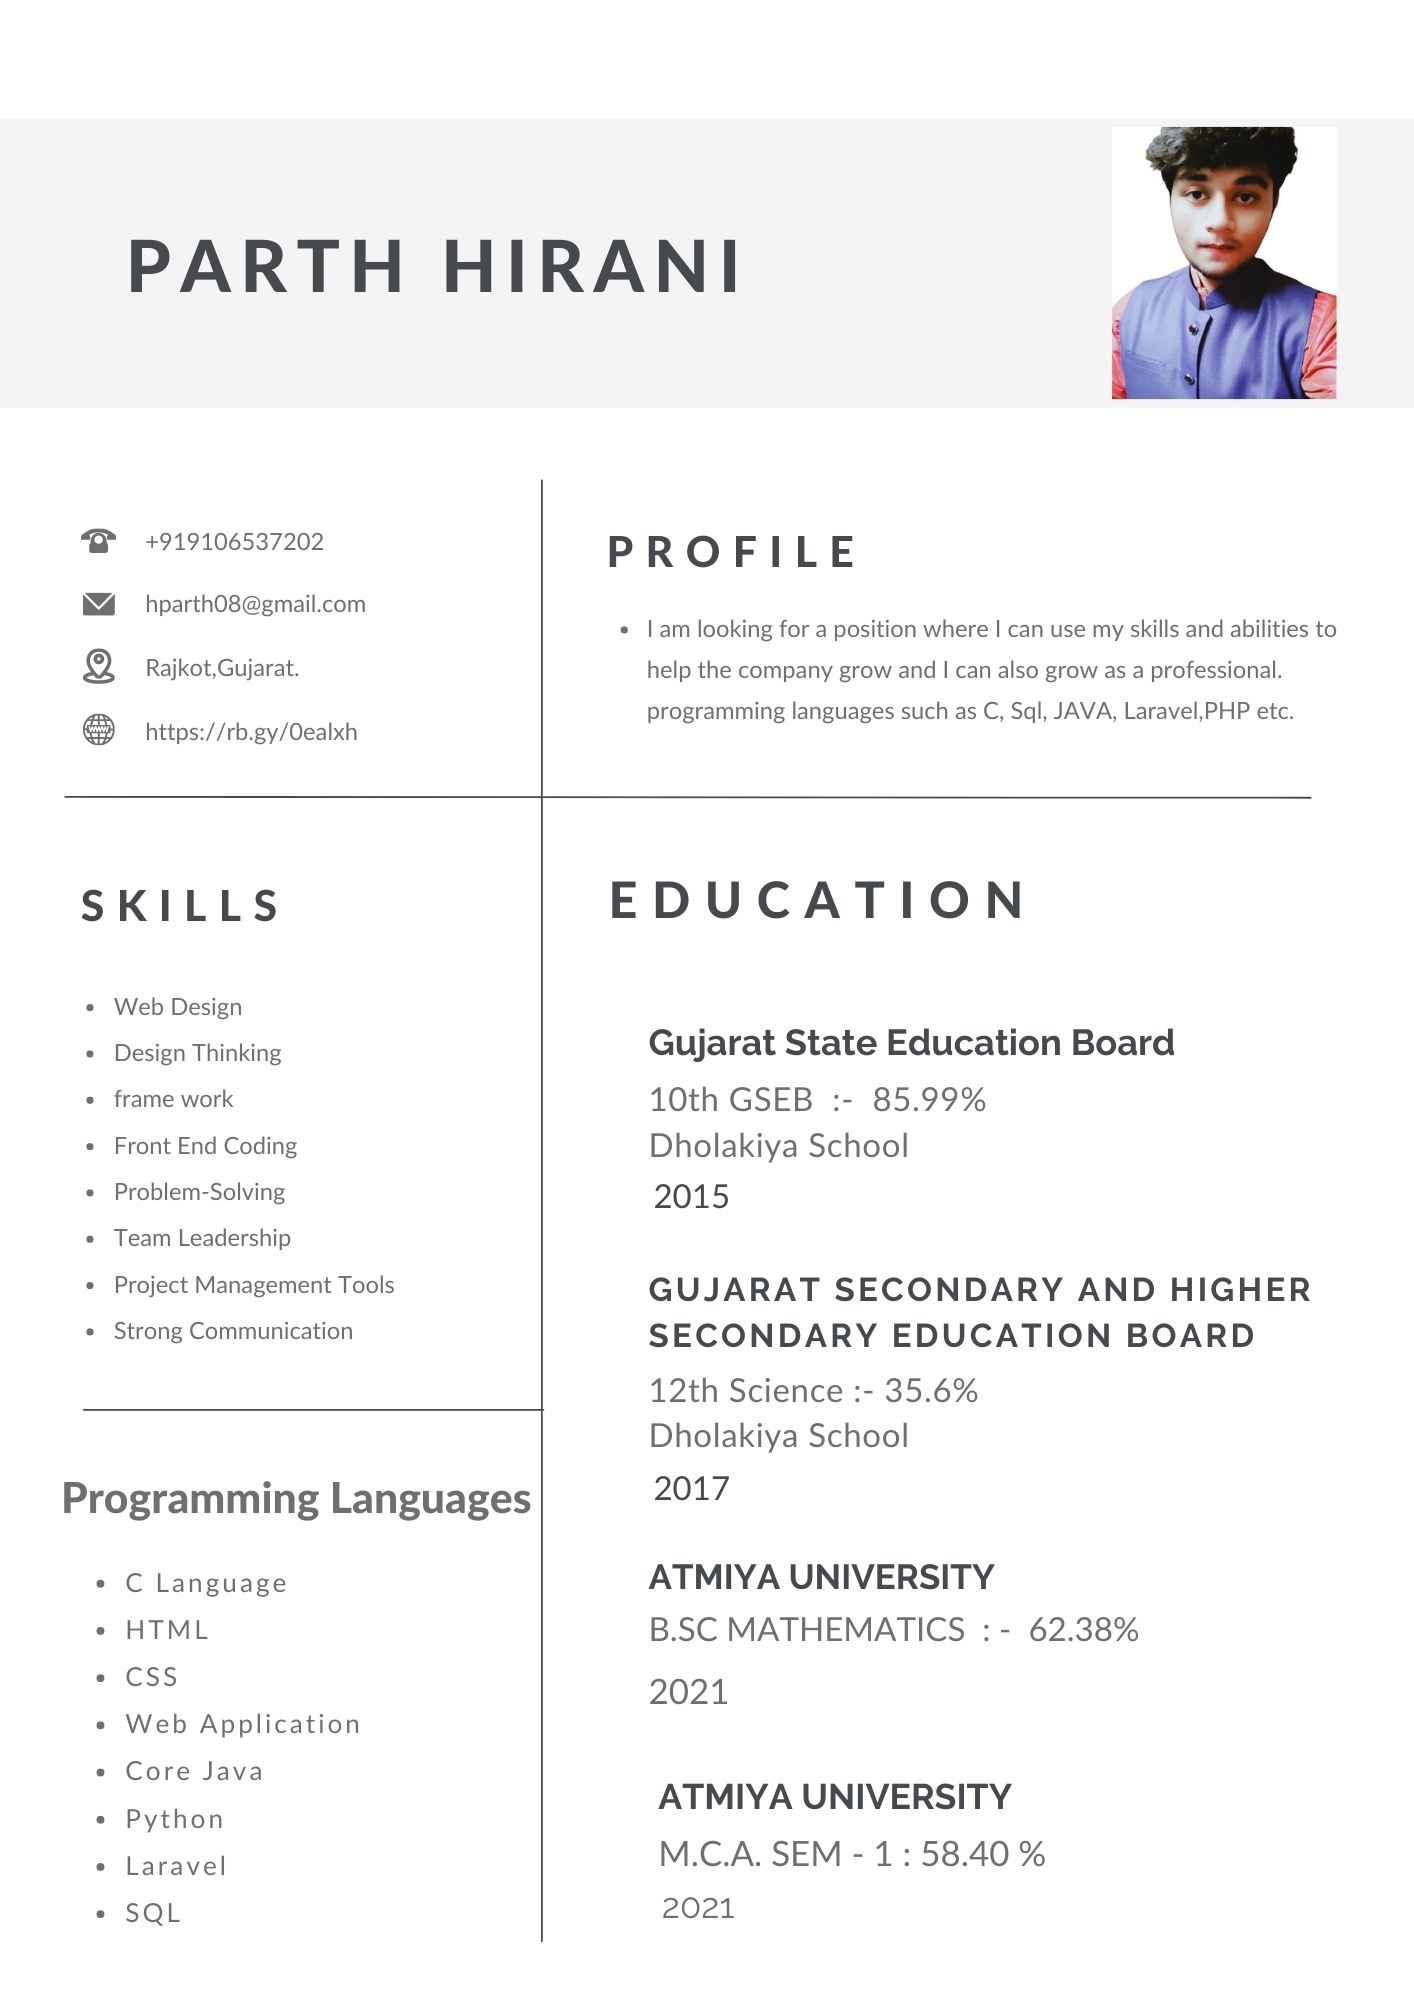 PARTH HIRANI
+919106537202
hparth08@gmail.com
Rajkot,Gujarat.
https://rb.gy/0ealxh
PROFILE
• I am looking for a position where I can use my skills and abilities to
help the company grow and I can also grow as a professional.
programming languages such as C, Sql, JAVA, Laravel,PHP etc.
SKILLS
• Web Design
• Design Thinking
• frame work
• Front End Coding
• Problem-Solving
• Team Leadership
• Project Management Tools
• Strong Communication
Programming Languages
• C Language
• HTML
• CSS
• Web Application
• Core Java
• Python
• Laravel
• SQL
EDUCATION
Gujarat State Education Board
10th GSEB :- 85.99%
Dholakiya School
2015
GUJARAT SECONDARY AND HIGHER
SECONDARY EDUCATION BOARD
12th Science :- 35.6%
Dholakiya School
2017
ATMIYA UNIVERSITY
B.SC MATHEMATICS : - 62.38%
2021
ATMIYA UNIVERSITY
M.C.A. SEM - 1 : 58.40 %
2021